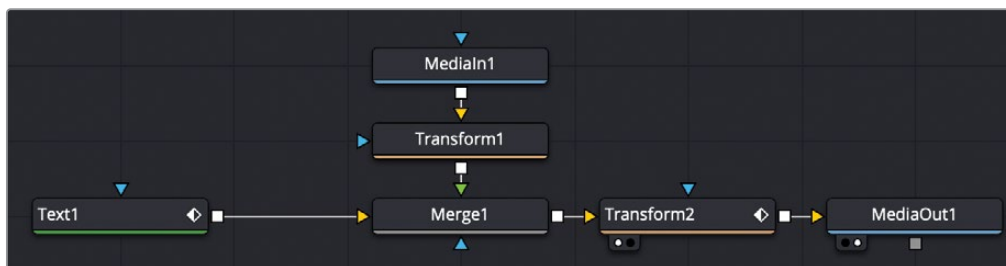 MediaIn1
Transform1
Text1
Merge1
Transform2
MediaOut1